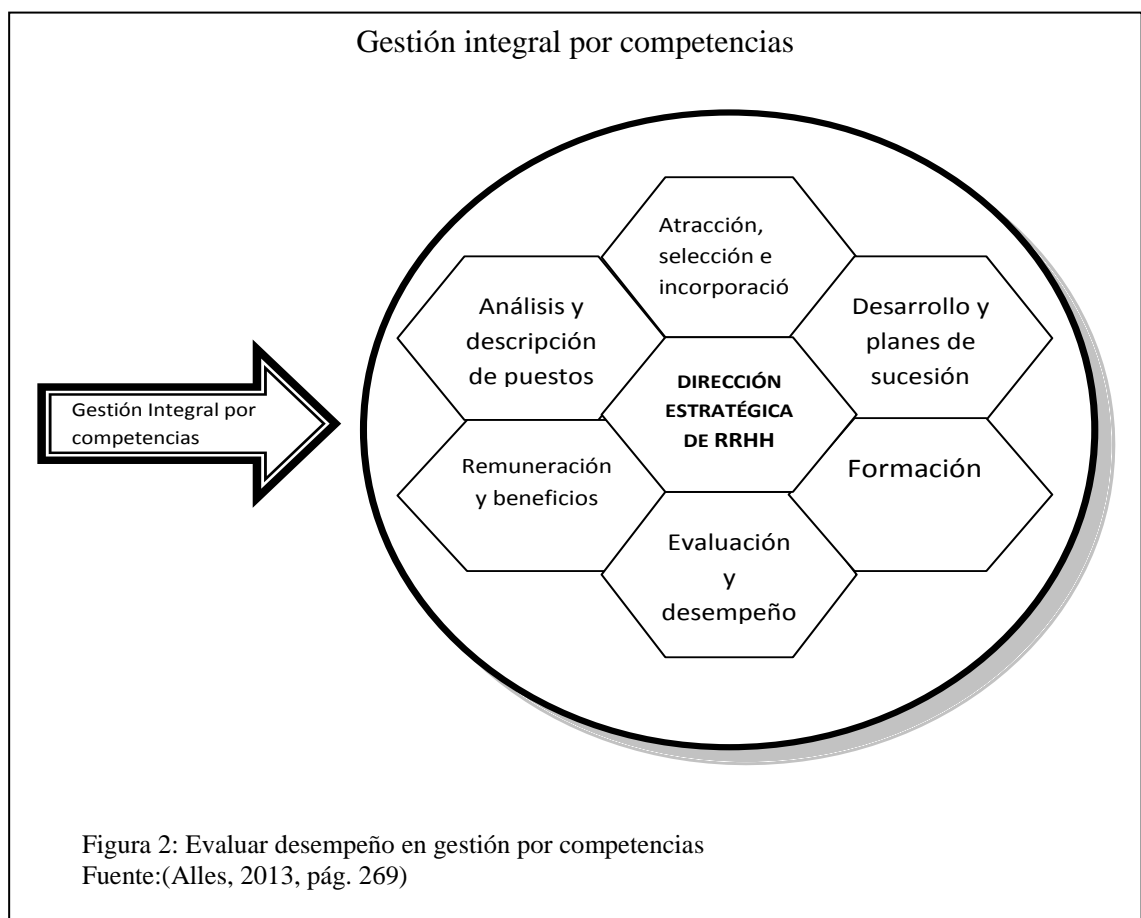 Gestión integral por competencias
Atracción,
selección e
incorporació
Análisis y
descripción
de puestos
Desarrollo y
planes de
sucesión
DIRECCIÓN
ESTRATÉGICA
DE RRHH
Gestión Integral por
competencias
Remuneración
y beneficios
Formación
Evaluación
y
desempeño
Figura 2: Evaluar desempeño en gestión por competencias
Fuente:(Alles, 2013, pág. 269)